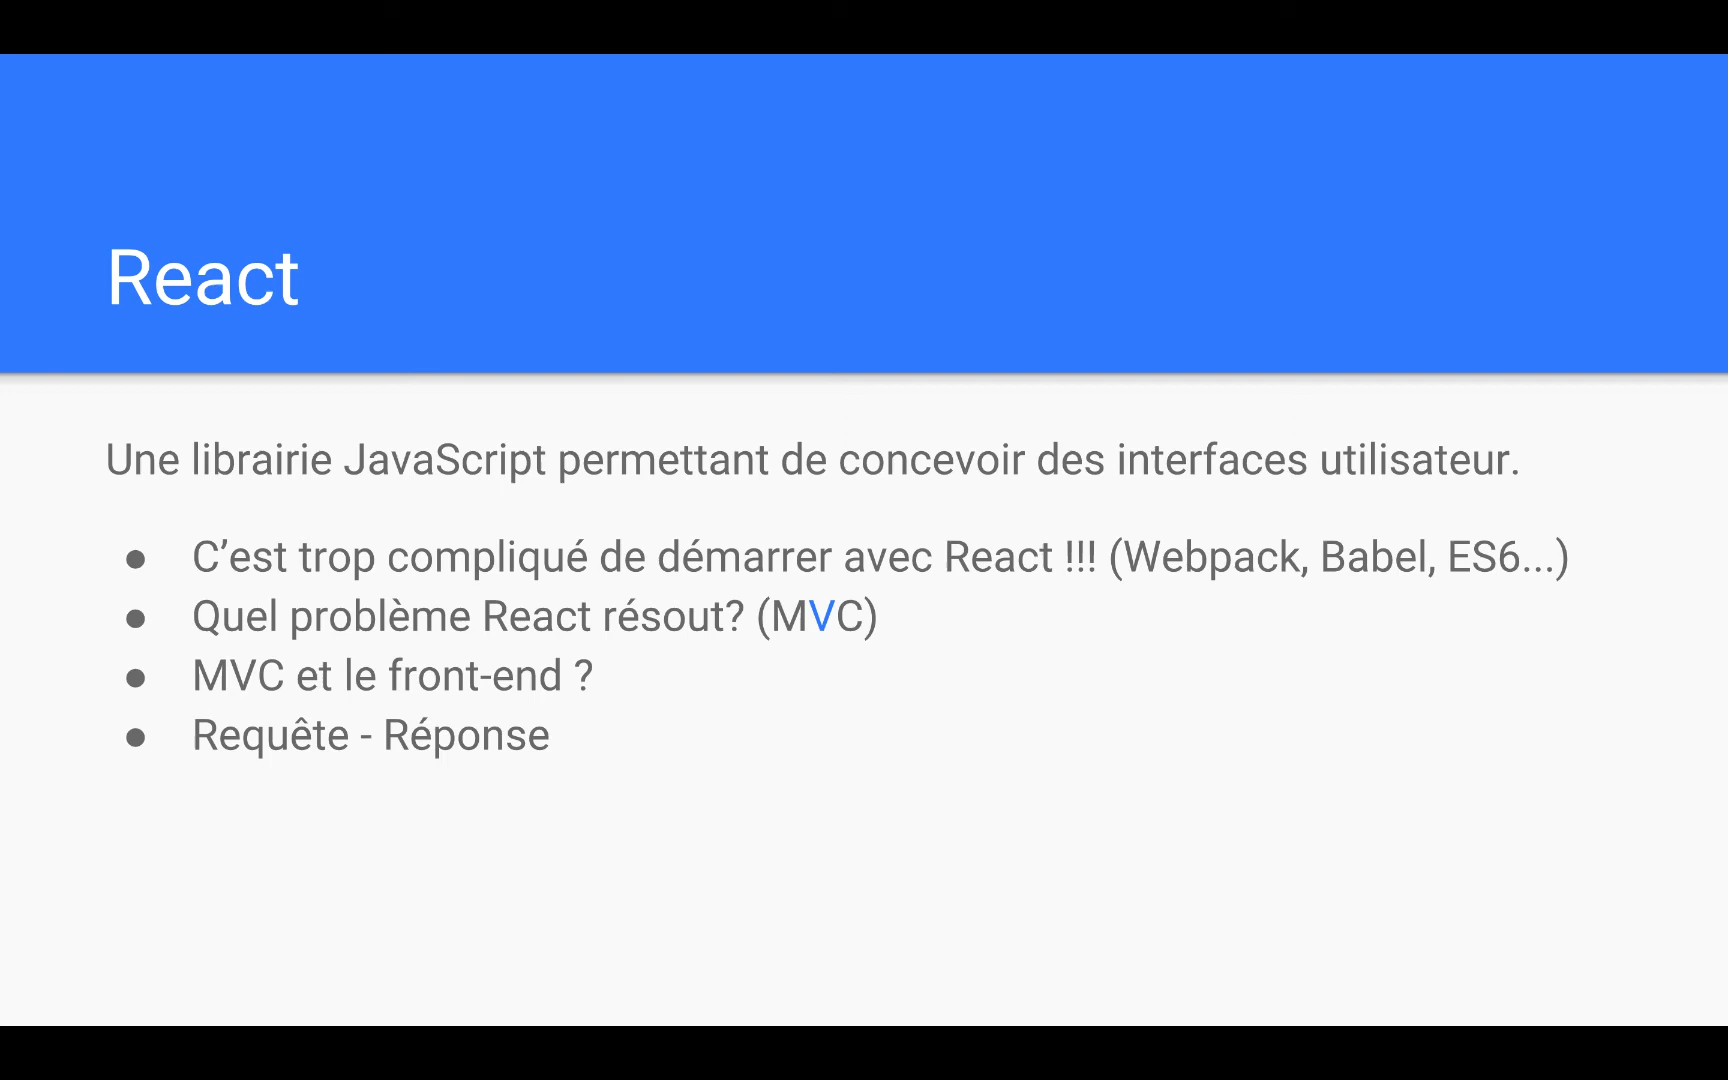 React
Une librairie JavaScript permettant de concevoir des interfaces utilisateur.
● C’est trop compliqué de démarrer avec React !!! (Webpack, Babel, ES6...)
● Quel problème React résout? (MVC)
● MVC et le front-end ?
● Requête - Réponse